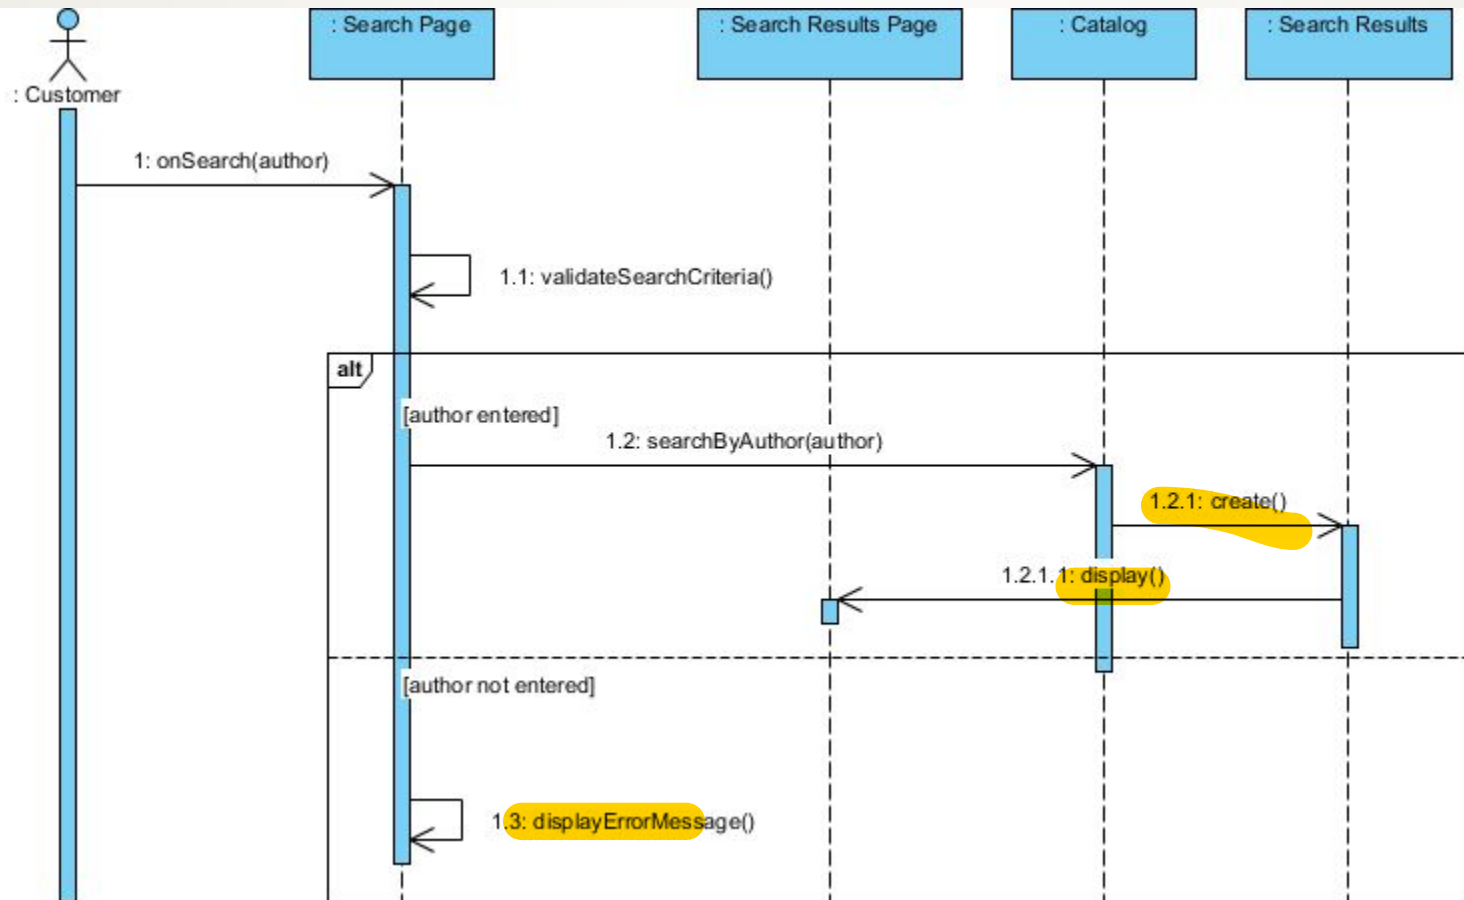 : Customer
: Search Page
: Search Results Page
: Catalog
: Search Results
1: onSearch(author)
1.1: validateSearchCriteria()
alt
[author entered]
1.2: searchByAuthor(author)
1.2.1: create()
1.2.1.1: display()
[author not entered]
1.3: displayErrorMessage()